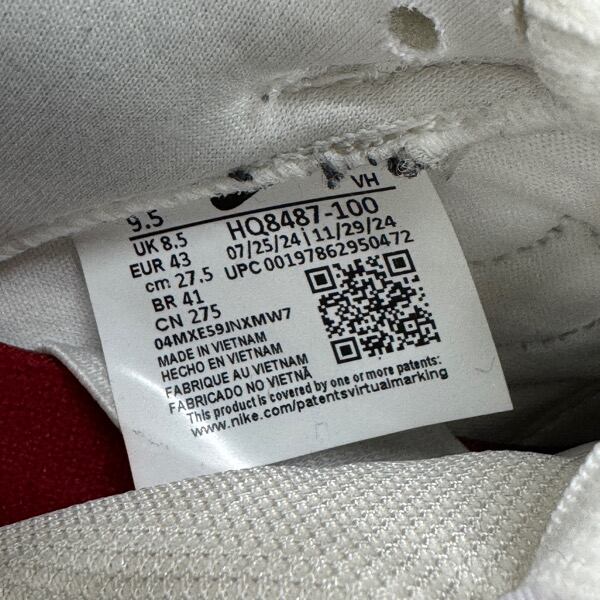 9.5
VH
UK 8.5
EUR 43
cm 27.5
BR 41
CN 275
HQ8487-100
07/25/24 | 11/29/24
UPC 00197862950472
04MXE59JNXMW7
MADE IN VIETNAM
HECHO EN VIETNAM
FABRIQUE AU VIETNAM
FABRICADO NO VIETNÃ
This product is covered by one or more patents:
www.nike.com/patentsvirtualmarking